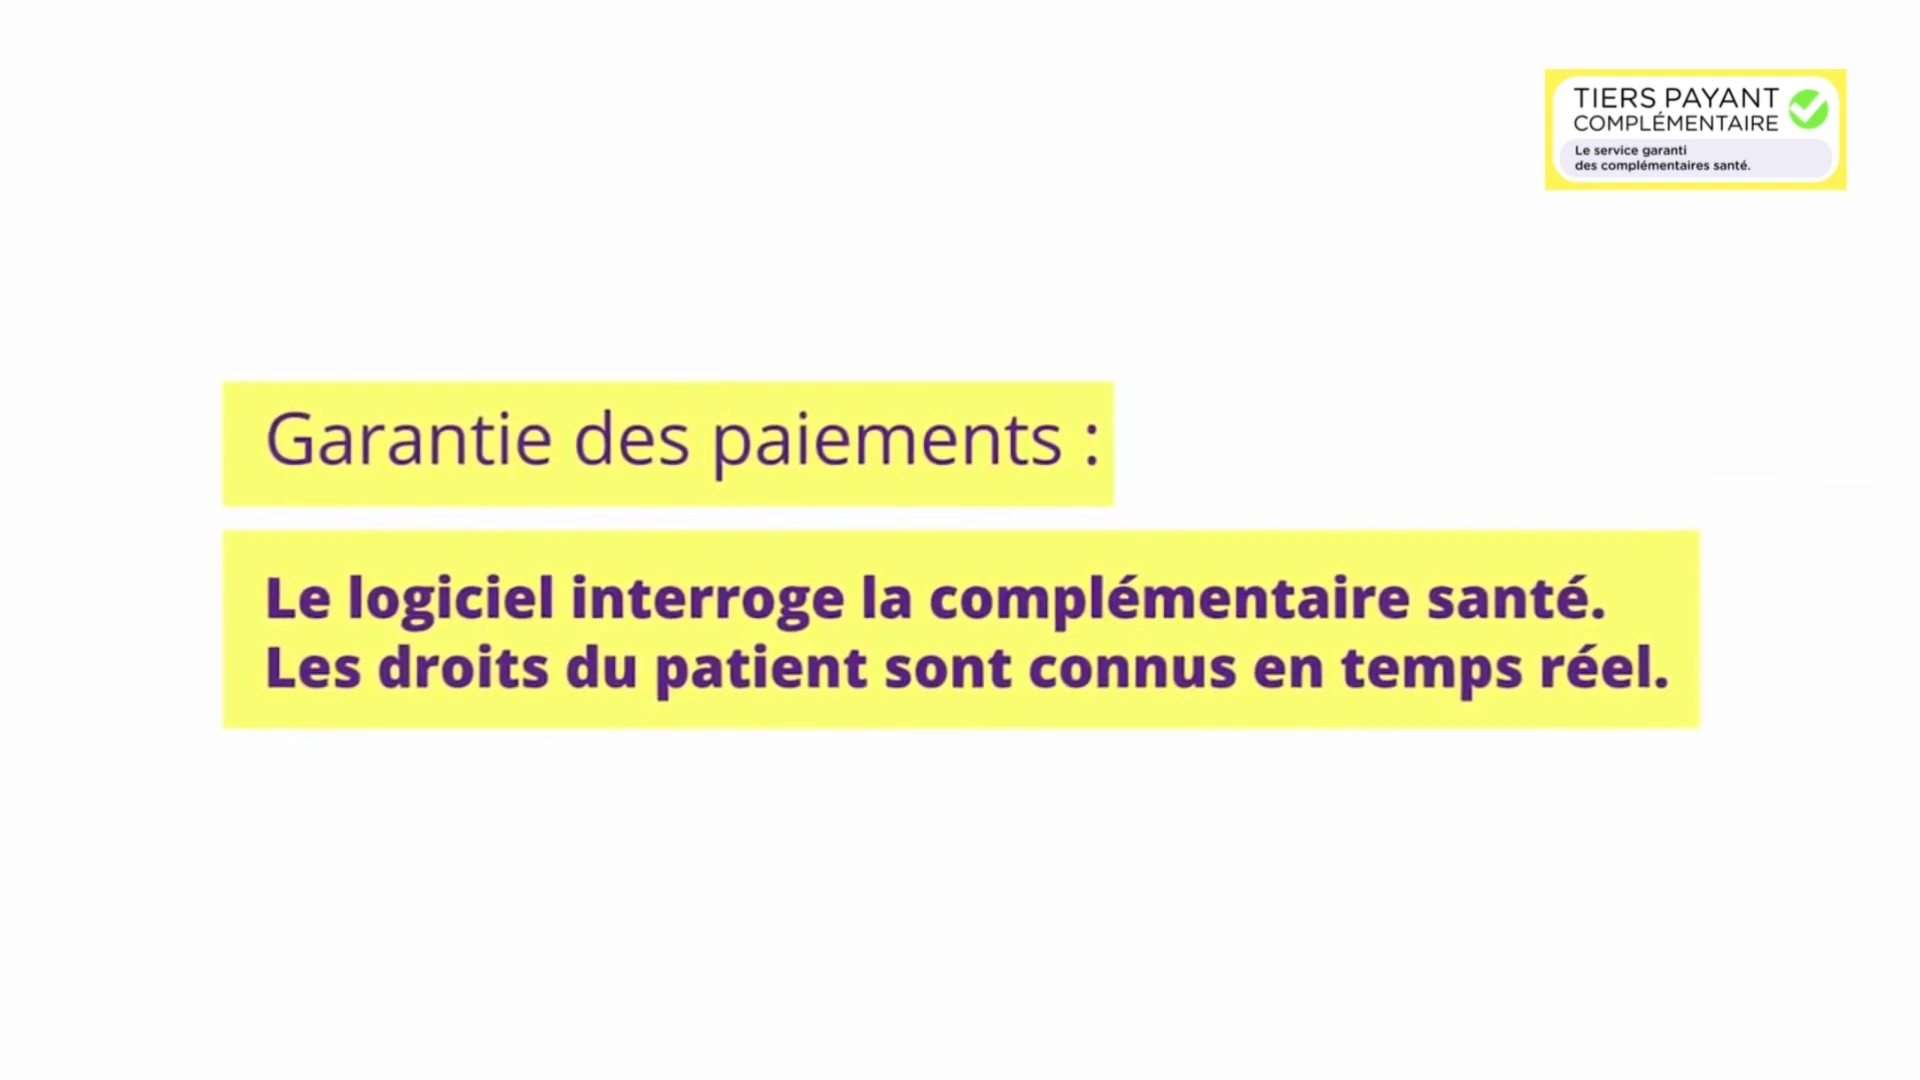 TIERS PAYANT
COMPLÉMENTAIRE
Le service garanti
des complémentaires santé.
Garantie des paiements :
Le logiciel interroge la complémentaire santé.
Les droits du patient sont connus en temps réel.